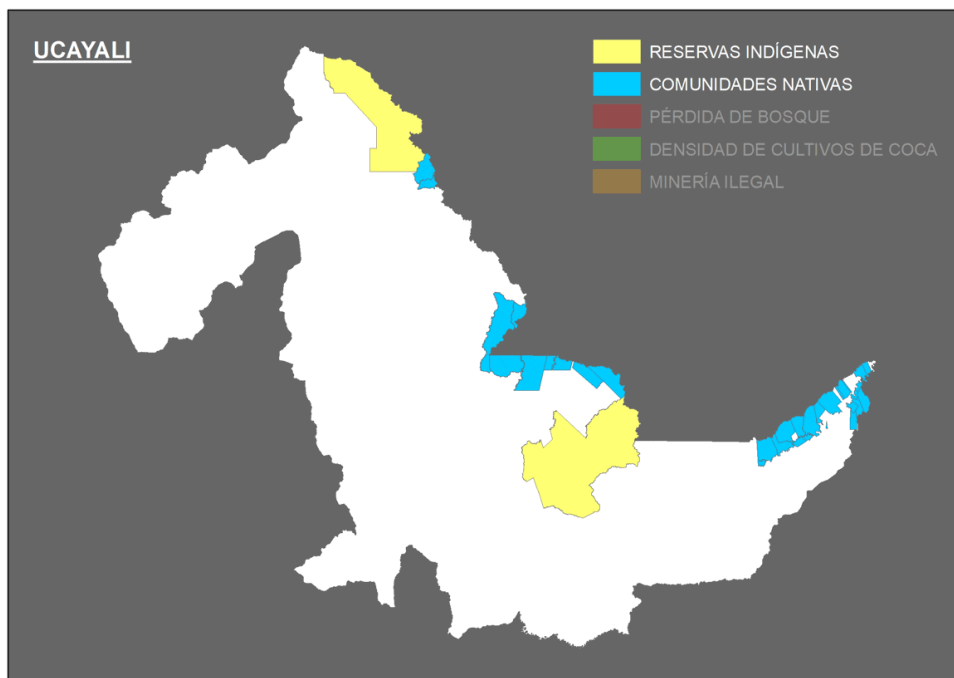 UCAYALI
RESERVAS INDÍGENAS
COMUNIDADES NATIVAS
PÉRDIDA DE BOSQUE
DENSIDAD DE CULTIVOS DE COCA
MINERÍA ILEGAL